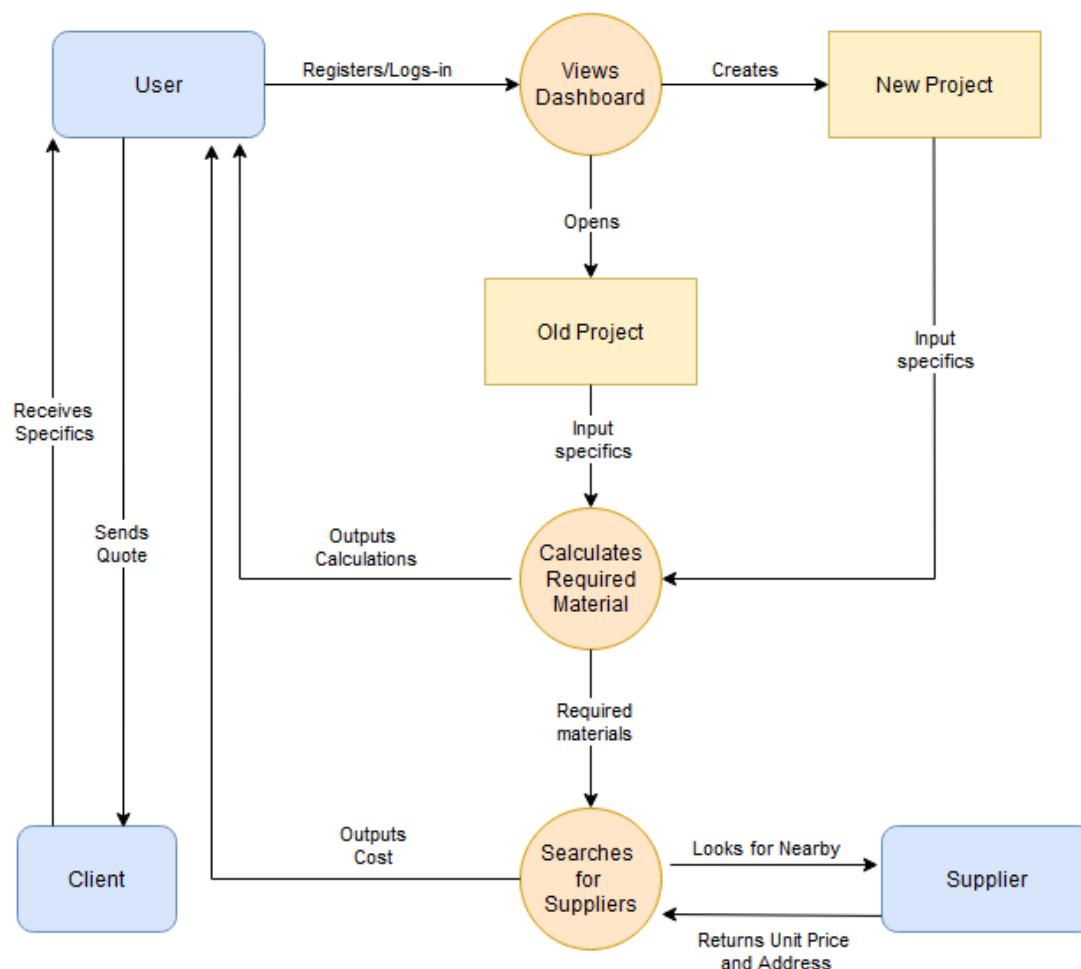 User
Registers/Logs-in
Views
Dashboard
Creates
New Project
Opens
Old Project
Input
specifics
Input
specifics
Receives
Specifics
Sends
Quote
Outputs
Calculations
Calculates
Required
Material
Required
materials
Outputs
Cost
Client
Searches
for
Suppliers
Looks for Nearby
Supplier
Returns Unit Price
and Address